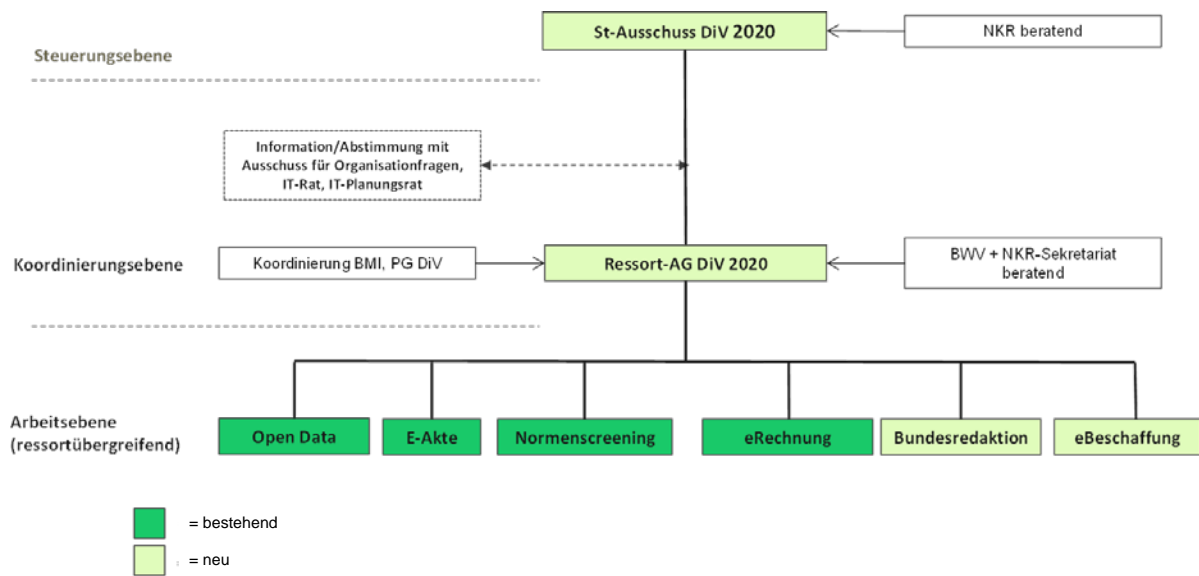 St-Ausschuss DiV 2020
NKR beratend
Steuerungsebene
Information/Abstimmung mit
Ausschuss für Organisationfragen,
IT-Rat, IT-Planungsrat
Koordinierungsebene
Koordinierung BMI, PG DiV
Ressort-AG DiV 2020
BWV + NKR-Sekretariat
beratend
Arbeitsebene
(ressortübergreifend)
Open Data
E-Akte
Normenscreening
eRechnung
Bundesredaktion
eBeschaffung
= bestehend
= neu